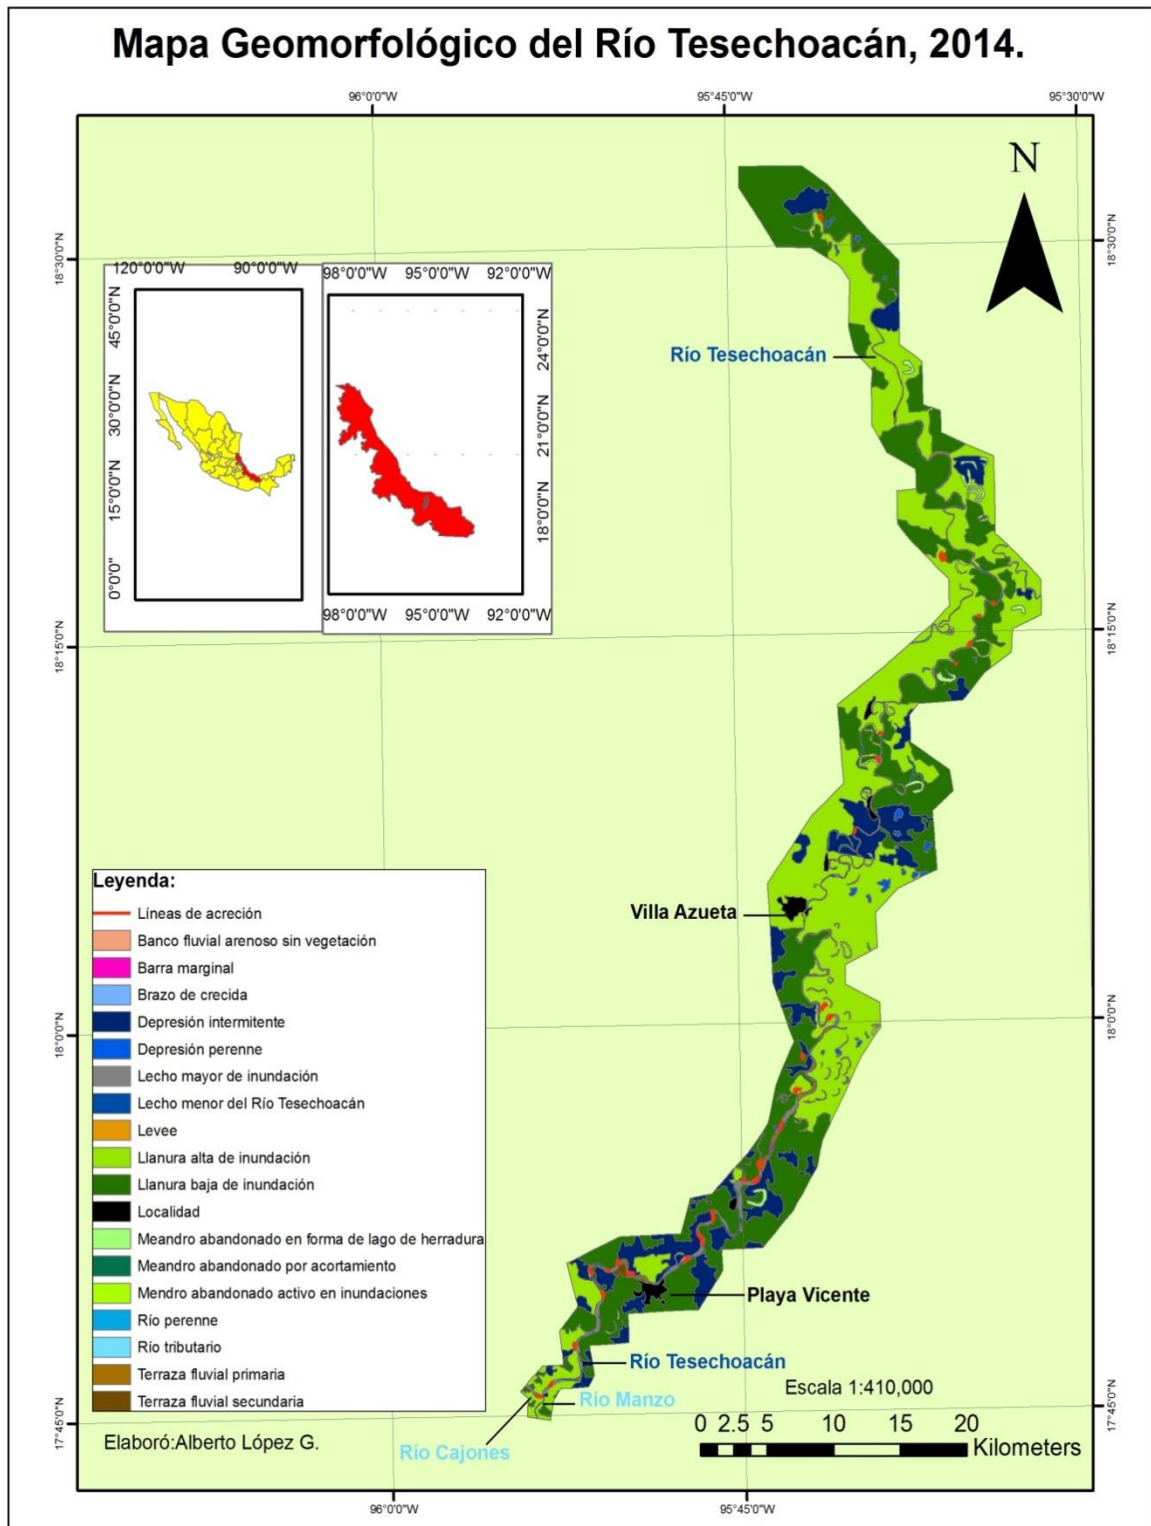 Mapa Geomorfológico del Río Tesechoacán, 2014.
96°0'0"W
95°45'0"W
95°30'0"W
N
18°30'0"N
18°30'0"N
120°0'0"W
90°0'0"W
98°0'0"W
95°0'0"W
92°0'0"W
45°0'0"N
30°0'0"N
15°0'0"N
0°0'0"
24°0'0"N
21°0'0"N
18°0'0"N
98°0'0"W
95°0'0"W
92°0'0"W
Río Tesechoacán
18°15'0"N
18°15'0"N
Villa Azueta
18°0'0"N
18°0'0"N
Leyenda:
Líneas de acreción
Banco fluvial arenoso sin vegetación
Barra marginal
Brazo de crecida
Depresión intermitente
Depresión perenne
Lecho mayor de inundación
Lecho menor del Río Tesechoacán
Levee
Llanura alta de inundación
Llanura baja de inundación
Localidad
Meandro abandonado en forma de lago de herradura
Meandro abandonado por acortamiento
Mendro abandonado activo en inundaciones
Río perenne
Río tributario
Terraza fluvial primaria
Terraza fluvial secundaria
Playa Vicente
Río Tesechoacán
Río Manzo
Río Cajones
17°45'0"N
17°45'0"N
Elaboró:Alberto López G.
Escala 1:410,000
0 2.5 5 10 15 20
Kilometers
96°0'0"W
95°45'0"W